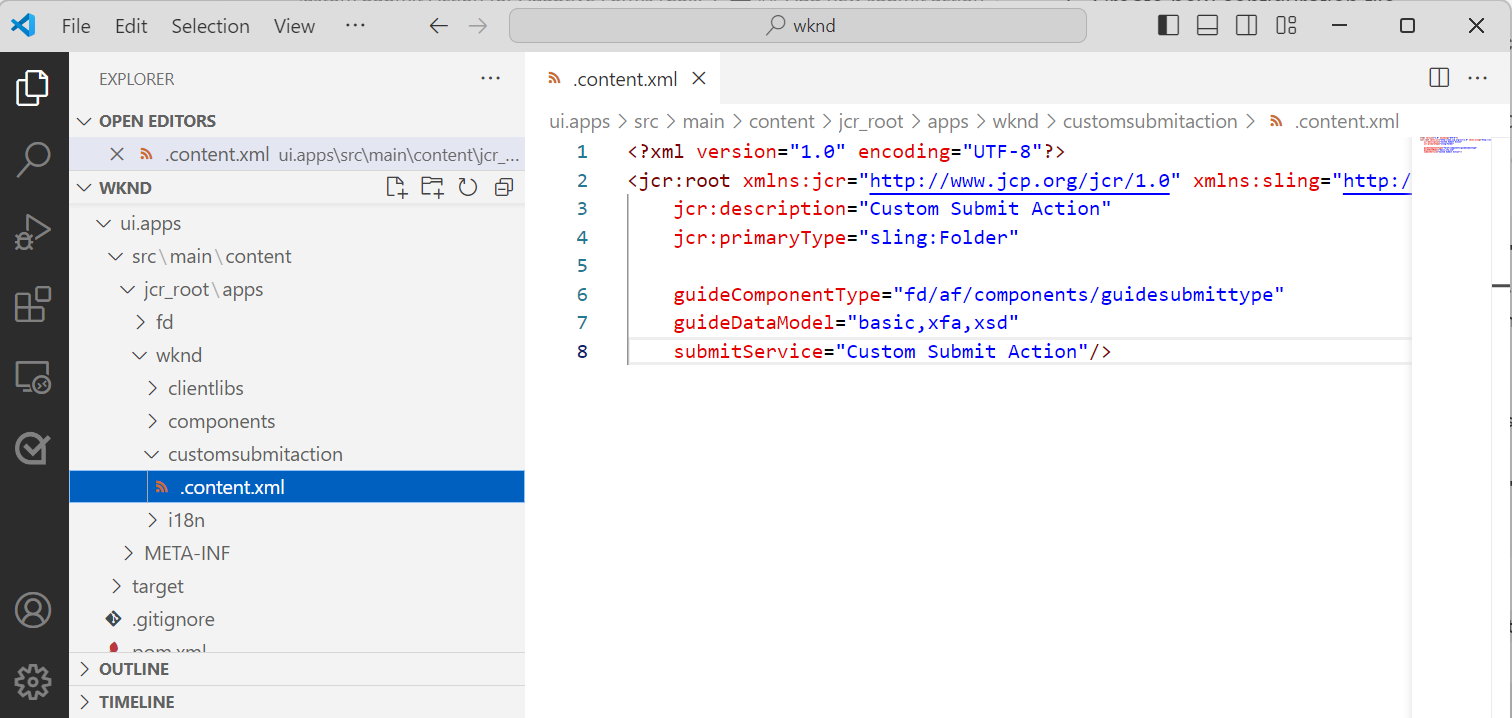 File Edit Selection View ··· wknd
EXPLORER ···
OPEN EDITORS
.content.xml ui.apps\src\main\content\jcr_...
WKND
ui.apps
src\main\content
jcr_root\apps
fd
wknd
clientlibs
components
customsubmitaction
.content.xml
i18n
META-INF
target
.gitignore
pom.xml
OUTLINE
TIMELINE
.content.xml
ui.apps > src > main > content > jcr_root > apps > wknd > customsubmitaction > .content.xml
1 <?xml version="1.0" encoding="UTF-8"?>
2 <jcr:root xmlns:jcr="http://www.jcp.org/jcr/1.0" xmlns:sling="http:/
3 jcr:description="Custom Submit Action"
4 jcr:primaryType="sling:Folder"
5
6 guideComponentType="fd/af/components/guidesubmittype"
7 guideDataModel="basic,xfa,xsd"
8 submitService="Custom Submit Action"/>